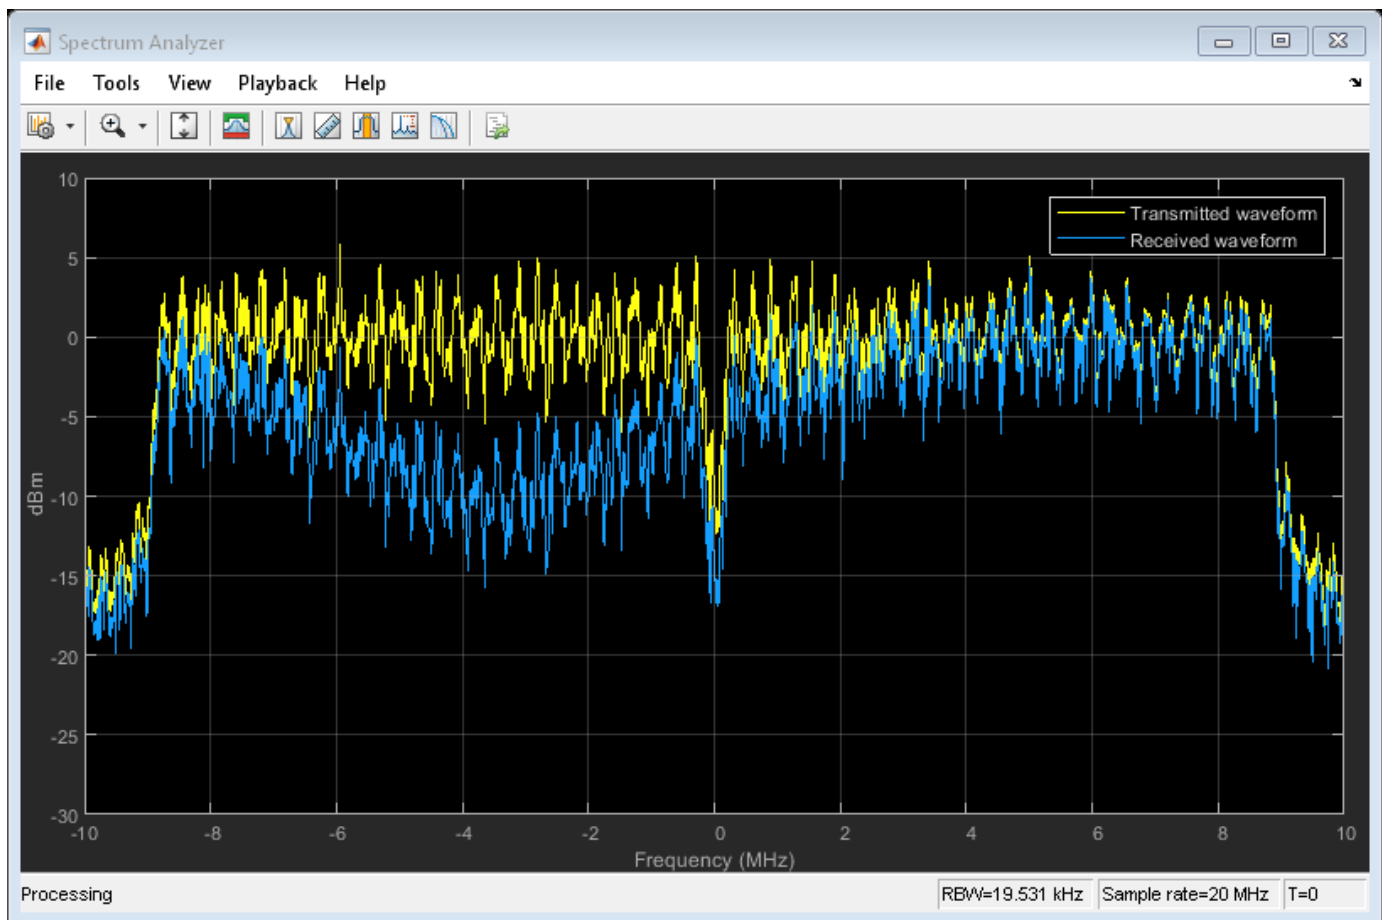 Spectrum Analyzer
File Tools View Playback Help
10
5
0
-5
-10
-15
-20
-25
-30
dBm
Transmitted waveform
Received waveform
-10 -8 -6 -4 -2 0 2 4 6 8 10
Frequency (MHz)
Processing RBW=19.531 kHz Sample rate=20 MHz T=0